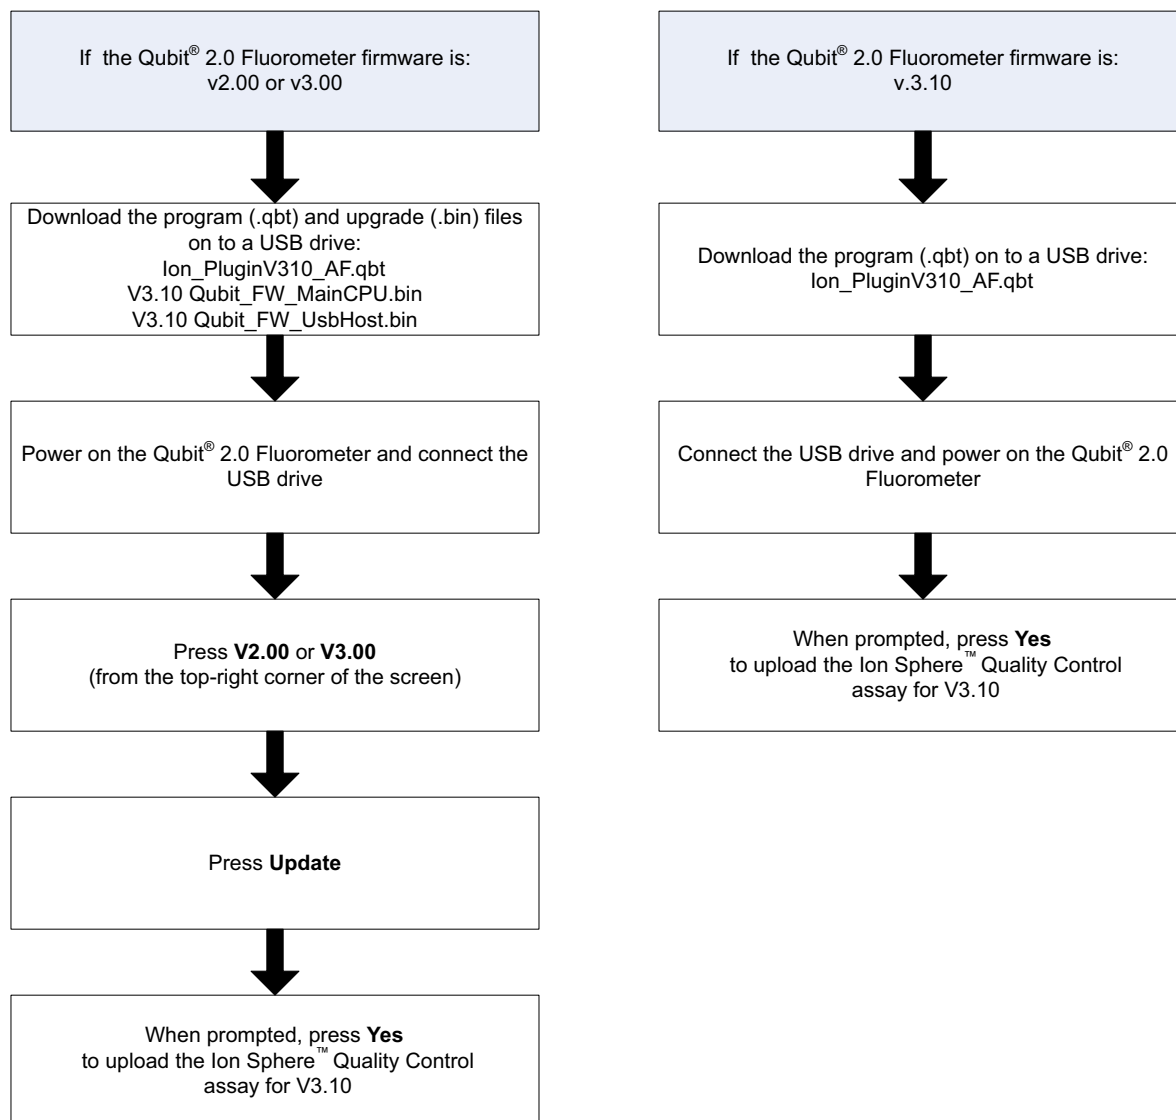 If the Qubit® 2.0 Fluorometer firmware is:
v2.00 or v3.00
Download the program (.qbt) and upgrade (.bin) files
on to a USB drive:
Ion_PluginV310_AF.qbt
V3.10 Qubit_FW_MainCPU.bin
V3.10 Qubit_FW_UsbHost.bin
Power on the Qubit® 2.0 Fluorometer and connect the
USB drive
Press V2.00 or V3.00
(from the top-right corner of the screen)
Press Update
When prompted, press Yes
to upload the Ion Sphere™ Quality Control
assay for V3.10
If the Qubit® 2.0 Fluorometer firmware is:
v.3.10
Download the program (.qbt) on to a USB drive:
Ion_PluginV310_AF.qbt
Connect the USB drive and power on the Qubit® 2.0
Fluorometer
When prompted, press Yes
to upload the Ion Sphere™ Quality Control
assay for V3.10